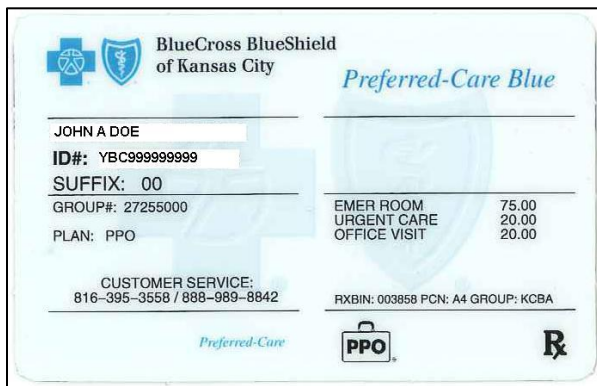 BlueCross BlueShield
of Kansas City
Preferred-Care Blue
JOHN A DOE
ID#: YBC999999999
SUFFIX: 00
GROUP#: 27255000
PLAN: PPO
EMER ROOM 75.00
URGENT CARE 20.00
OFFICE VISIT 20.00
CUSTOMER SERVICE:
816-395-3558 / 888-989-8842
RXBIN: 003858 PCN: A4 GROUP: KCBA
Preferred-Care
PPO
Rx